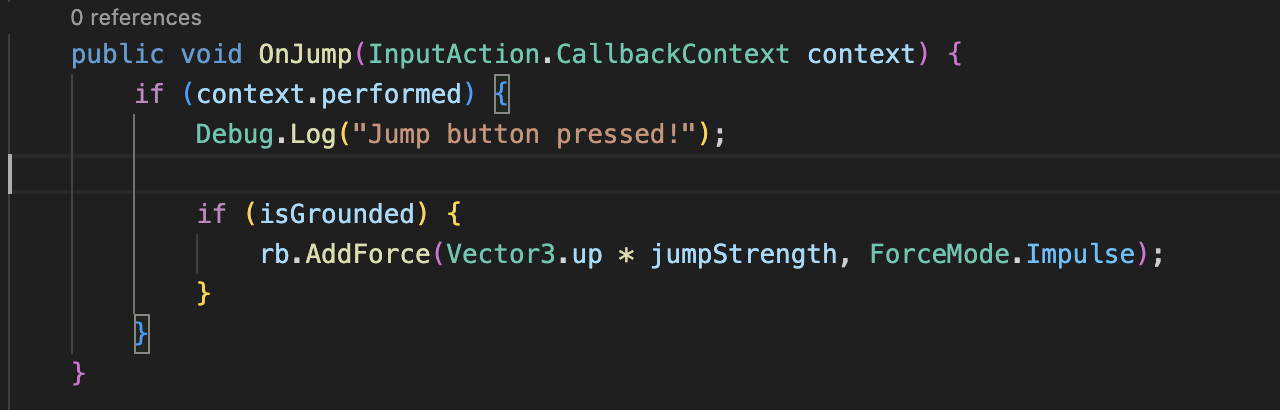 0 references
public void OnJump(InputAction.CallbackContext context) {
if (context.performed) {
Debug.Log("Jump button pressed!");
if (isGrounded) {
rb.AddForce(Vector3.up * jumpStrength, ForceMode.Impulse);
}
}
}